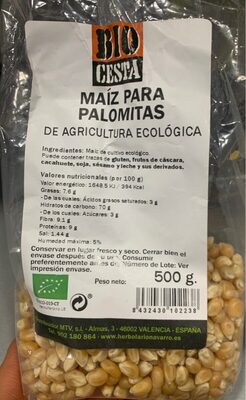 BIO
CESTA
MAÍZ PARA
PALOMITAS
DE AGRICULTURA ECOLÓGICA
Ingredientes: Maíz de cultivo ecológico.
Puede contener trazas de gluten, frutos de cáscara,
cacahuote, soja, sésamo y leche y sus derivados.
Valores nutricionales (por 100 g)
Valor energético: 1648.5 KJ / 394 Kcal
Grasas: 7.6 g
- De las cuales: Ácidos grasos saturados: 3 g
Hidratos de carbono: 70 g
- De los cuales: Azúcares: 3 g
Fibra: 9.1 g
Proteínas: 9 g
Sal: 1.44 g
Humedad máxima: 5%
Conservar en lugar fresco y seco. Cerrar bien el
envase después de su uso. Consumir
preferentemente antes de: Número de Lote: Ver
impresión envase.
Peso neto: 500 g.
MTV, s.l. - Almus, 3 - 46002 VALENCIA - ESPAÑA
962 180 864 · www.herbolarionavarro.es
8 432430 102238